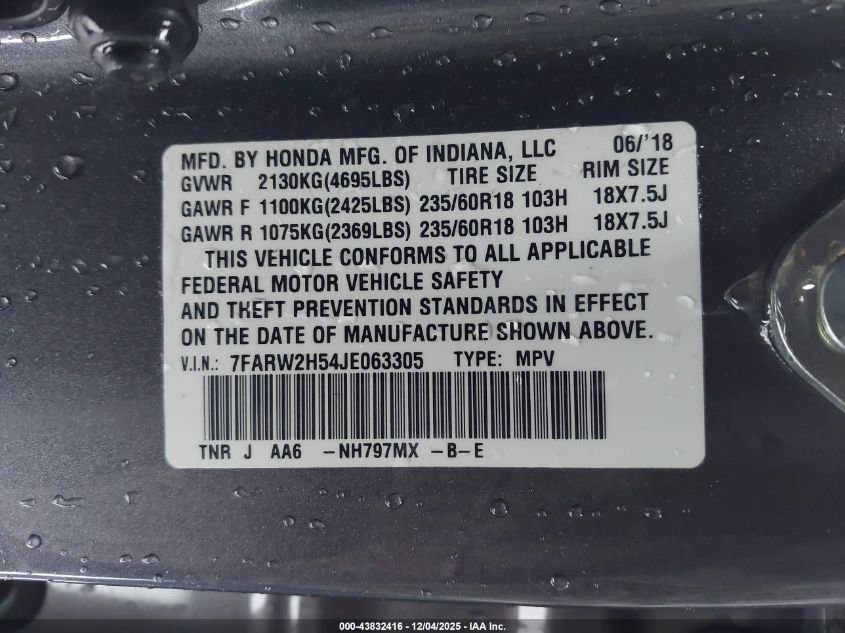 MFD. BY HONDA MFG. OF INDIANA, LLC 06/'18
GVWR 2130KG(4695LBS) TIRE SIZE RIM SIZE
GAWR F 1100KG(2425LBS) 235/60R18 103H 18X7.5J
GAWR R 1075KG(2369LBS) 235/60R18 103H 18X7.5J
THIS VEHICLE CONFORMS TO ALL APPLICABLE
FEDERAL MOTOR VEHICLE SAFETY
AND THEFT PREVENTION STANDARDS IN EFFECT
ON THE DATE OF MANUFACTURE SHOWN ABOVE.
V.I.N.: 7FARW2H54JE063305 TYPE: MPV
TNR J AA6 -NH797MX -B-E
000-43832416 - 12/04/2025 - IAA Inc.